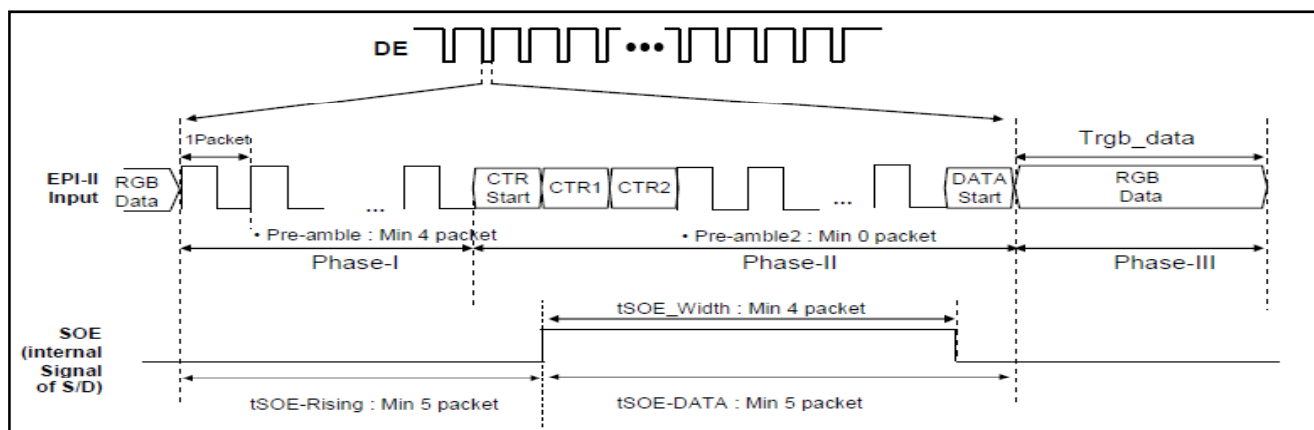 DE
1Packet
Trgb_data
EPI-II
Input
RGB
Data
...
CTR
Start
CTR1
CTR2
...
DATA
Start
RGB
Data
• Pre-amble : Min 4 packet
• Pre-amble2 : Min 0 packet
Phase-I
Phase-II
Phase-III
tSOE_Width : Min 4 packet
SOE
(internal
Signal
of S/D)
tSOE-Rising : Min 5 packet
tSOE-DATA : Min 5 packet